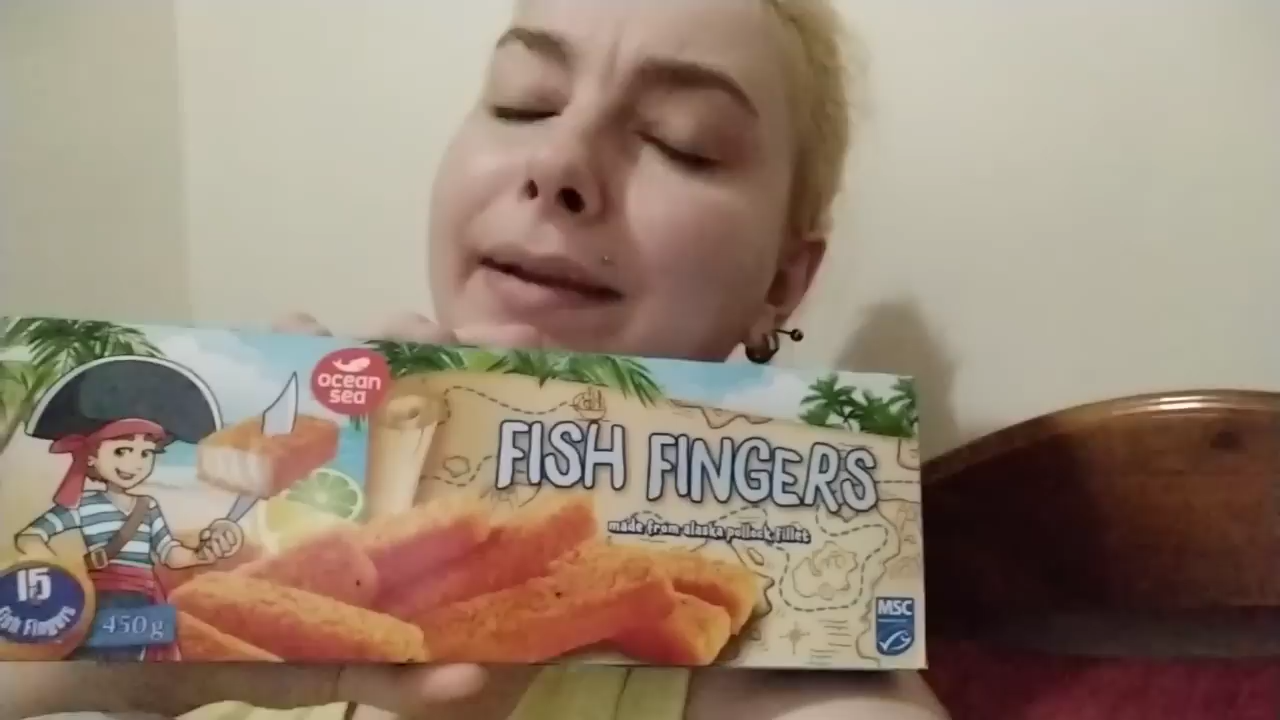 ocean
sea
FISH FINGERS
made from alaska pollock fillet
15
Fish Fingers
450g
MSC